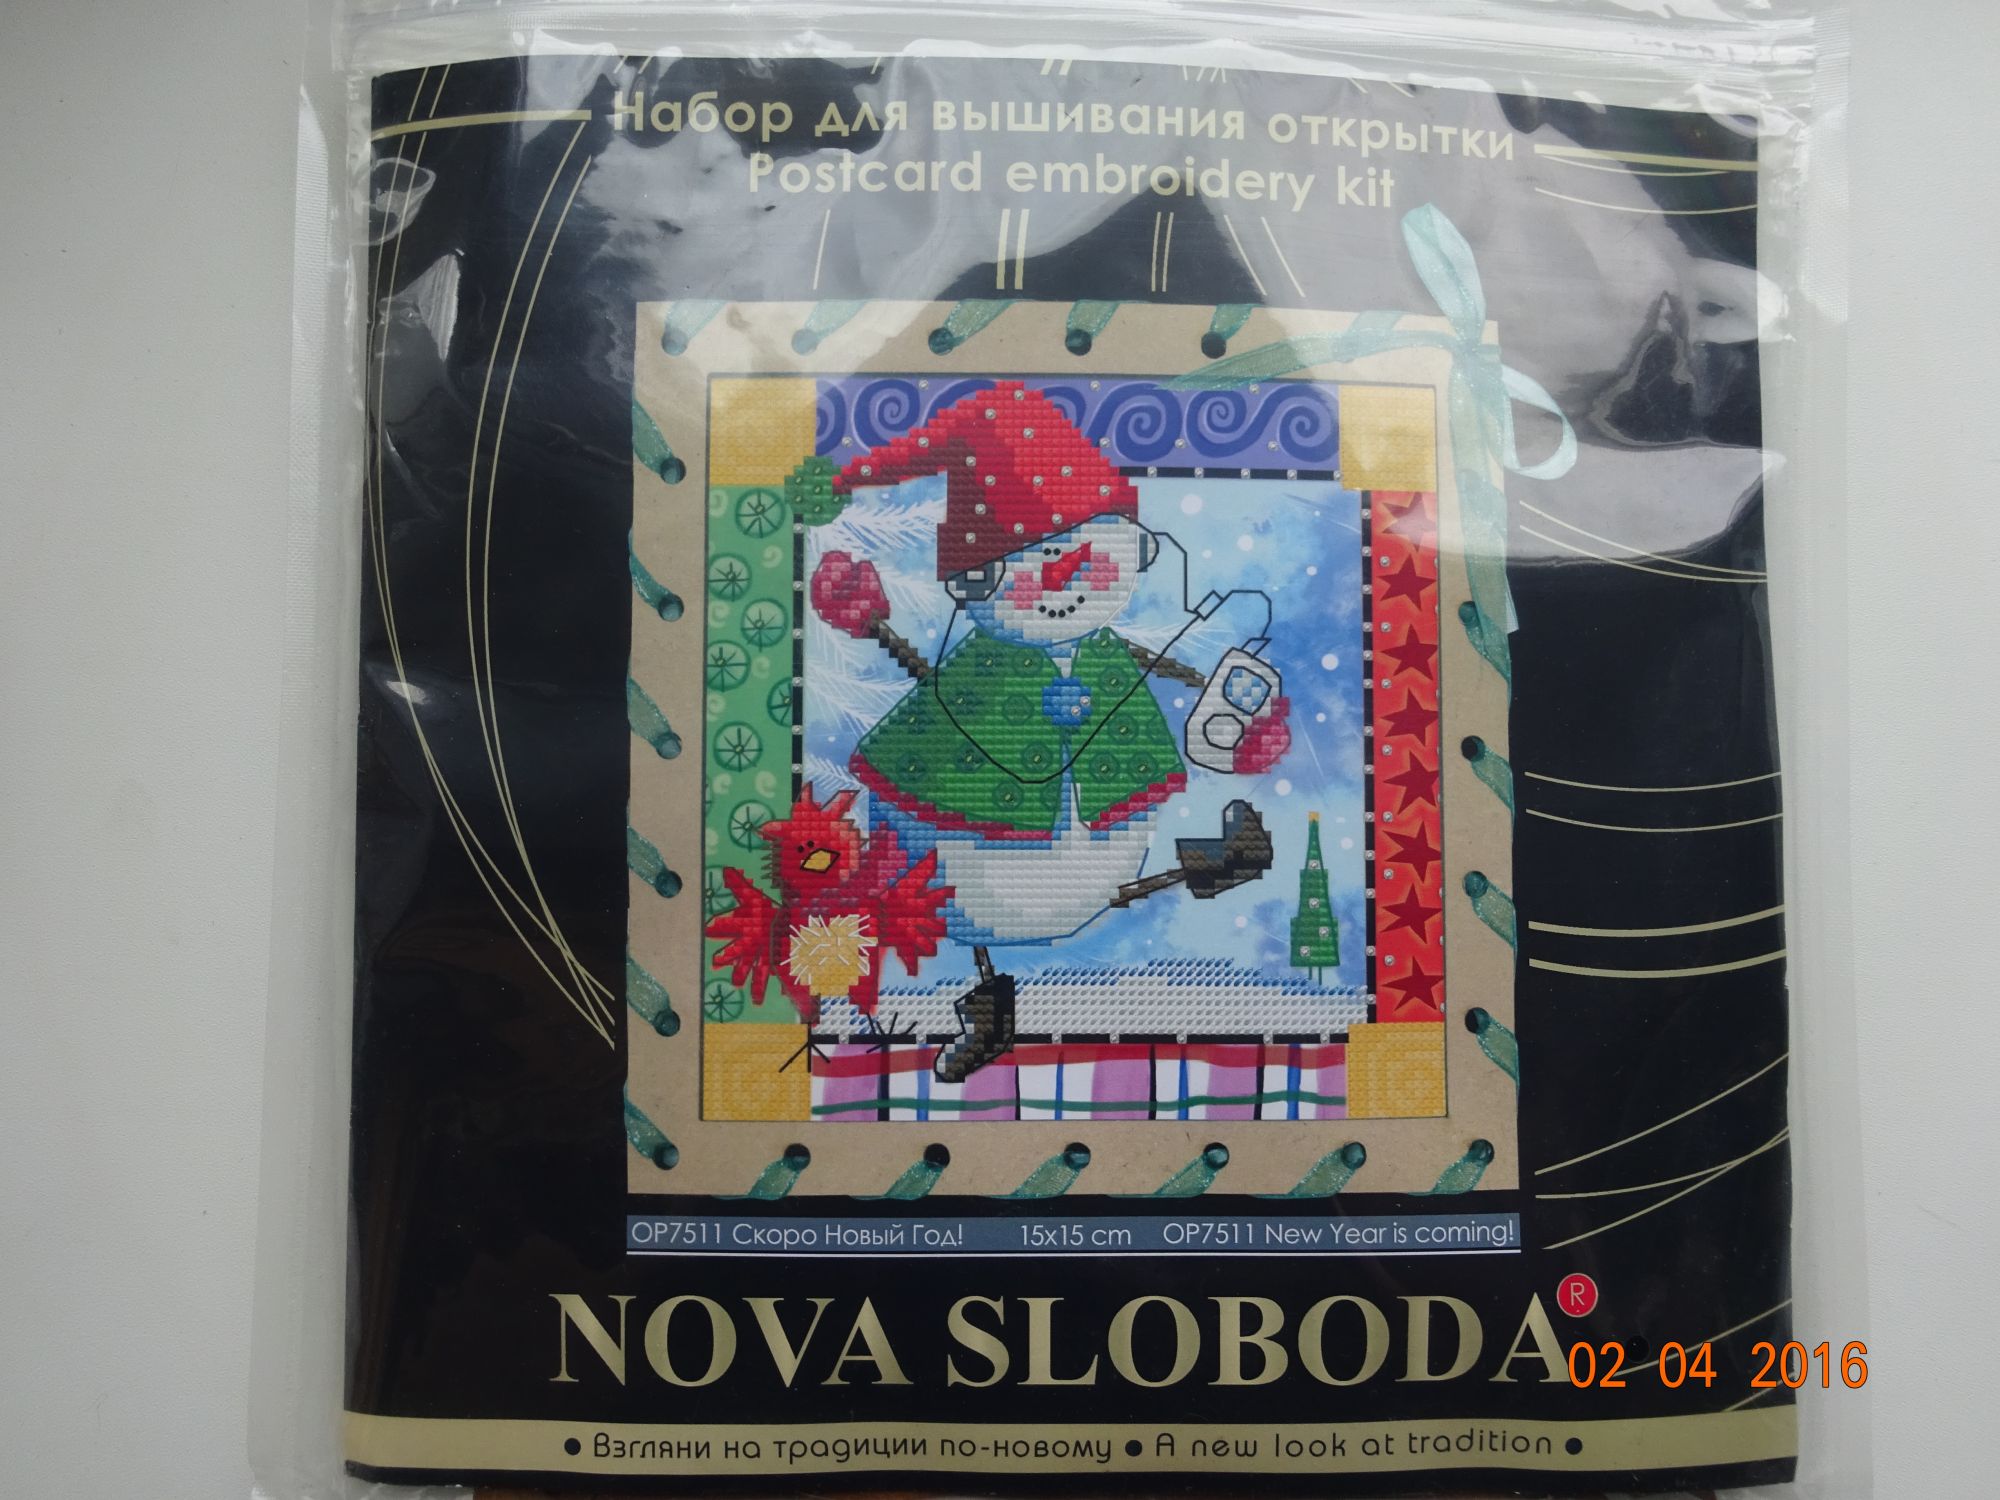 Набор для вышивания открытки
Postcard embroidery kit
ОР7511 Скоро Новый Год! 15x15 cm OP7511 New Year is coming!
NOVA SLOBODA ®
02 04 2016
• Взгляни на традиции по-новому • A new look at tradition •